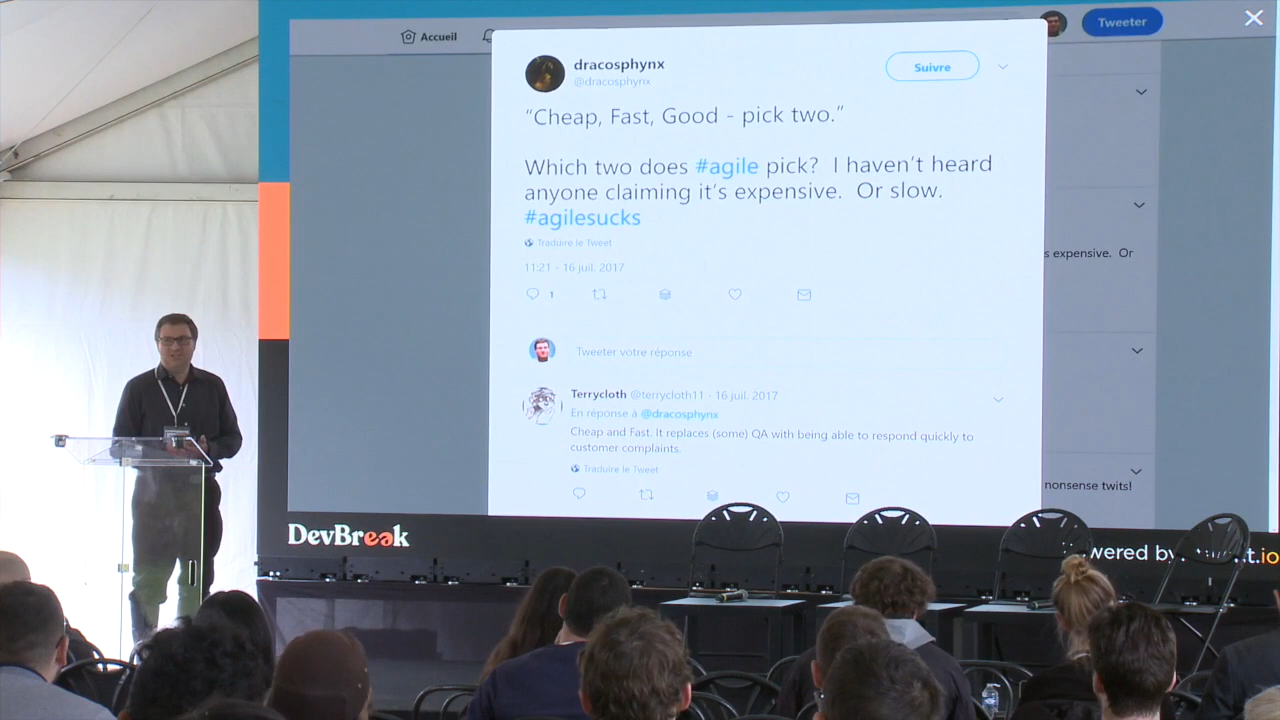 Accueil
Tweeter
dracosphynx
@dracosphynx
Suivre
“Cheap, Fast, Good - pick two.”
Which two does #agile pick? I haven’t heard
anyone claiming it’s expensive. Or slow.
#agilesucks
Traduire le Tweet
11:21 - 16 juil. 2017
1
s expensive. Or
Tweeter votre réponse
Terrycloth @terrycloth11 · 16 juil. 2017
En réponse à @dracosphynx
Cheap and Fast. It replaces (some) QA with being able to respond quickly to
customer complaints.
Traduire le Tweet
nonsense twits!
DevBreak
wered by t.io